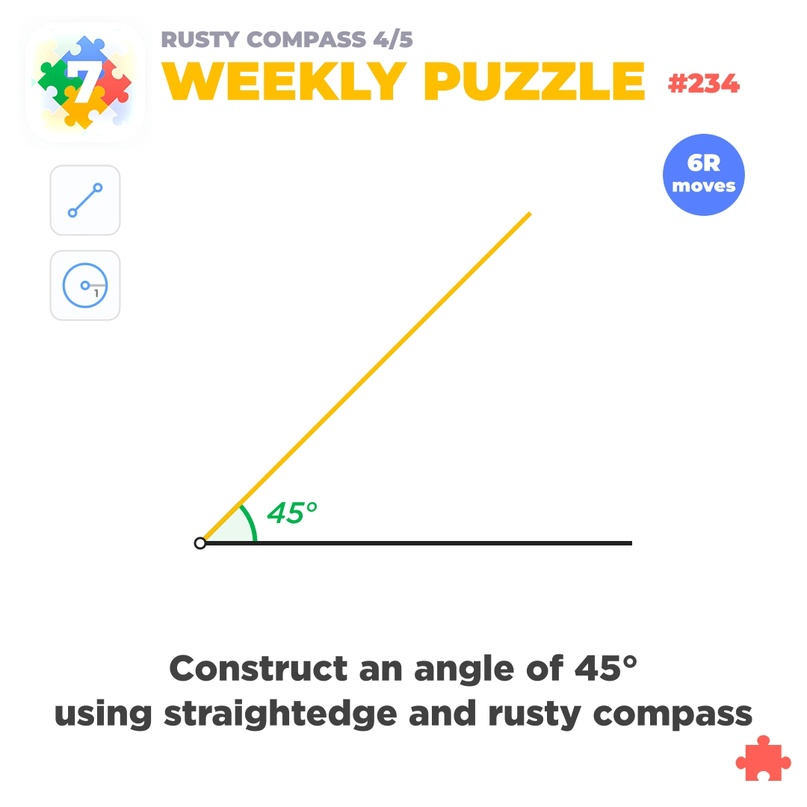 7
RUSTY COMPASS 4/5
WEEKLY PUZZLE #234
6R
moves
1
45°
Construct an angle of 45°
using straightedge and rusty compass